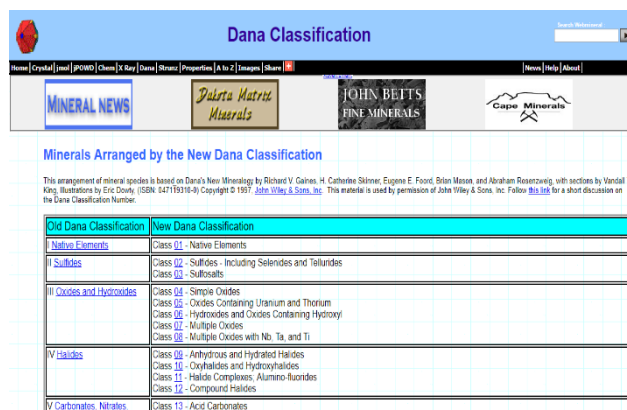 Dana Classification
Search Webmineral :
Home|Crystal|jmol|jPOWD|Chem|X Ray|Dana|Strunz|Properties|A to Z|Images|Share
News|Help|About|
MINERAL NEWS
Dakota Matrix
Minerals
JOHN BETTS
FINE MINERALS
Cape Minerals
Minerals Arranged by the New Dana Classification
This arrangement of mineral species is based on Dana's New Mineralogy by Richard V. Gaines, H. Catherine Skinner, Eugene E. Foord, Brian Mason, and Abraham Rosenzweig, with sections by Vandall
King, Illustrations by Eric Dowty, (ISBN: 047119310-0) Copyright © 1997, John Wiley & Sons, Inc. This material is used by permission of John Wiley & Sons, Inc. Follow this link for a short discussion on
the Dana Classification Number.
Old Dana Classification New Dana Classification
I Native Elements Class 01 - Native Elements
II Sulfides Class 02 - Sulfides - Including Selenides and Tellurides
Class 03 - Sulfosalts
III Oxides and Hydroxides Class 04 - Simple Oxides
Class 05 - Oxides Containing Uranium and Thorium
Class 06 - Hydroxides and Oxides Containing Hydroxyl
Class 07 - Multiple Oxides
Class 08 - Multiple Oxides with Nb, Ta, and Ti
IV Halides Class 09 - Anhydrous and Hydrated Halides
Class 10 - Oxyhalides and Hydroxyhalides
Class 11 - Halide Complexes, Alumino-fluorides
Class 12 - Compound Halides
V Carbonates, Nitrates, Class 13 - Acid Carbonates